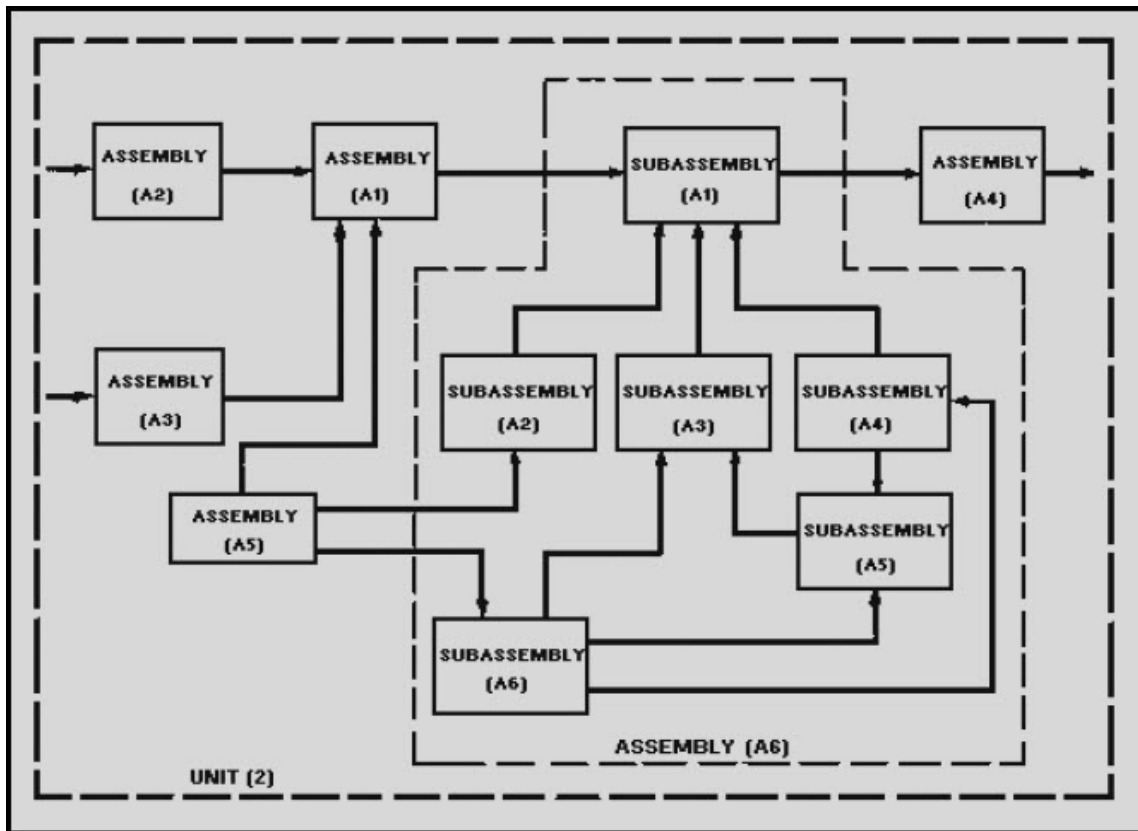 ASSEMBLY
(A2)
ASSEMBLY
(A1)
SUBASSEMBLY
(A1)
ASSEMBLY
(A4)
ASSEMBLY
(A3)
SUBASSEMBLY
(A2)
SUBASSEMBLY
(A3)
SUBASSEMBLY
(A4)
ASSEMBLY
(A5)
SUBASSEMBLY
(A5)
SUBASSEMBLY
(A6)
ASSEMBLY (A6)
UNIT (2)